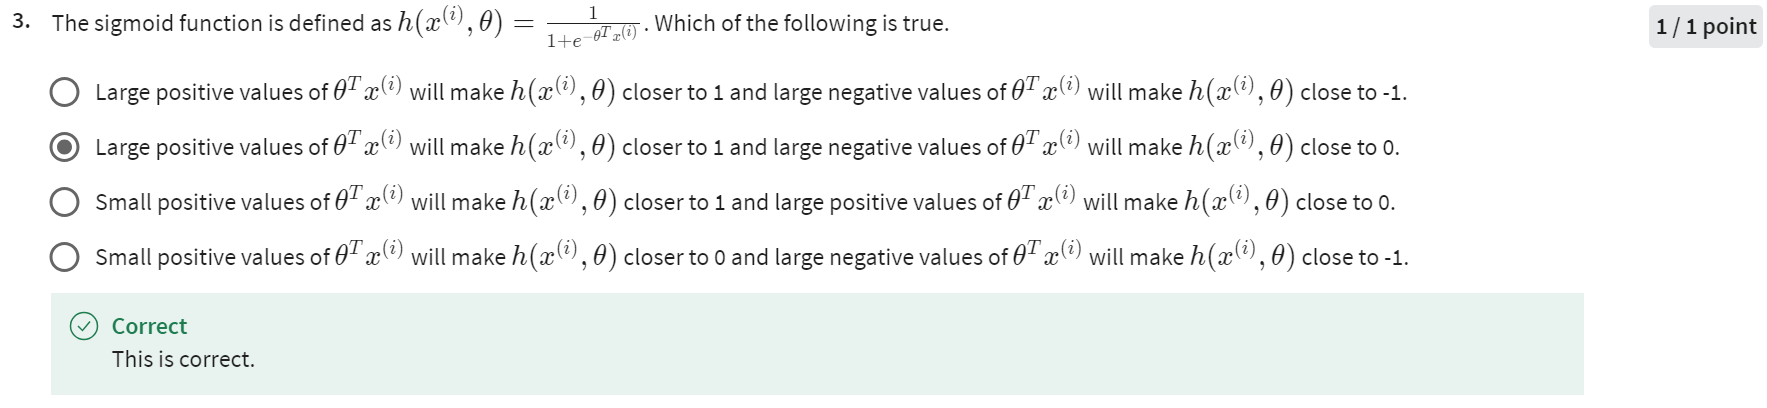 3. The sigmoid function is defined as h(x^(i), θ) = 1/(1+e^(−θ^T x^(i))). Which of the following is true.
1 / 1 point
Large positive values of θ^T x^(i) will make h(x^(i), θ) closer to 1 and large negative values of θ^T x^(i) will make h(x^(i), θ) close to -1.
Large positive values of θ^T x^(i) will make h(x^(i), θ) closer to 1 and large negative values of θ^T x^(i) will make h(x^(i), θ) close to 0.
Small positive values of θ^T x^(i) will make h(x^(i), θ) closer to 1 and large positive values of θ^T x^(i) will make h(x^(i), θ) close to 0.
Small positive values of θ^T x^(i) will make h(x^(i), θ) closer to 0 and large negative values of θ^T x^(i) will make h(x^(i), θ) close to -1.
Correct
This is correct.